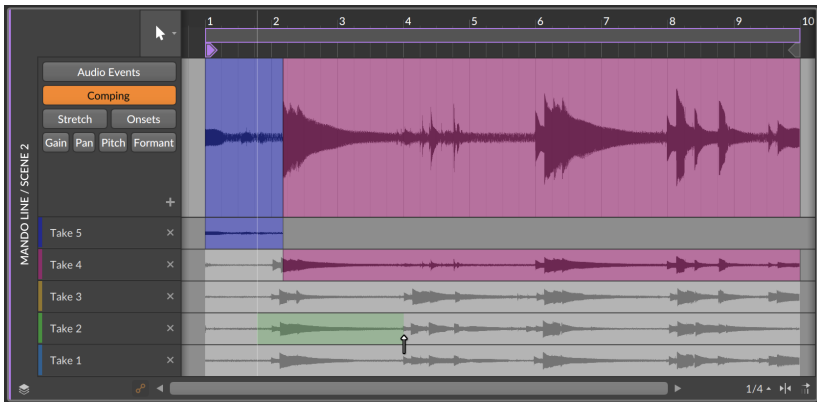 1 2 3 4 5 6 7 8 9 10
Audio Events
Comping
Stretch Onsets
Gain Pan Pitch Formant
MANDO LINE / SCENE 2
+
Take 5 ×
Take 4 ×
Take 3 ×
Take 2 ×
Take 1 ×
1/4